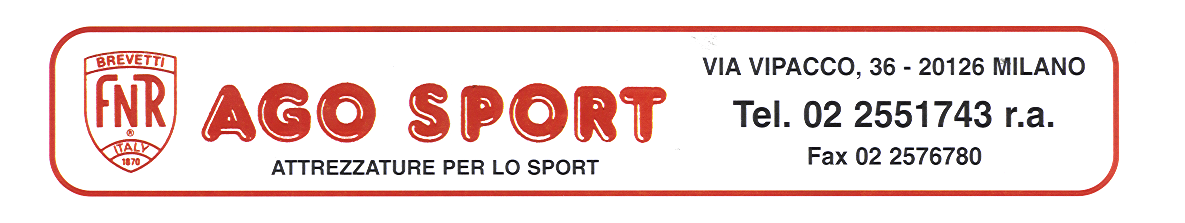 BREVETTI
FNR
®
ITALY
1870
AGO SPORT
ATTREZZATURE PER LO SPORT
VIA VIPACCO, 36 - 20126 MILANO
Tel. 02 2551743 r.a.
Fax 02 2576780